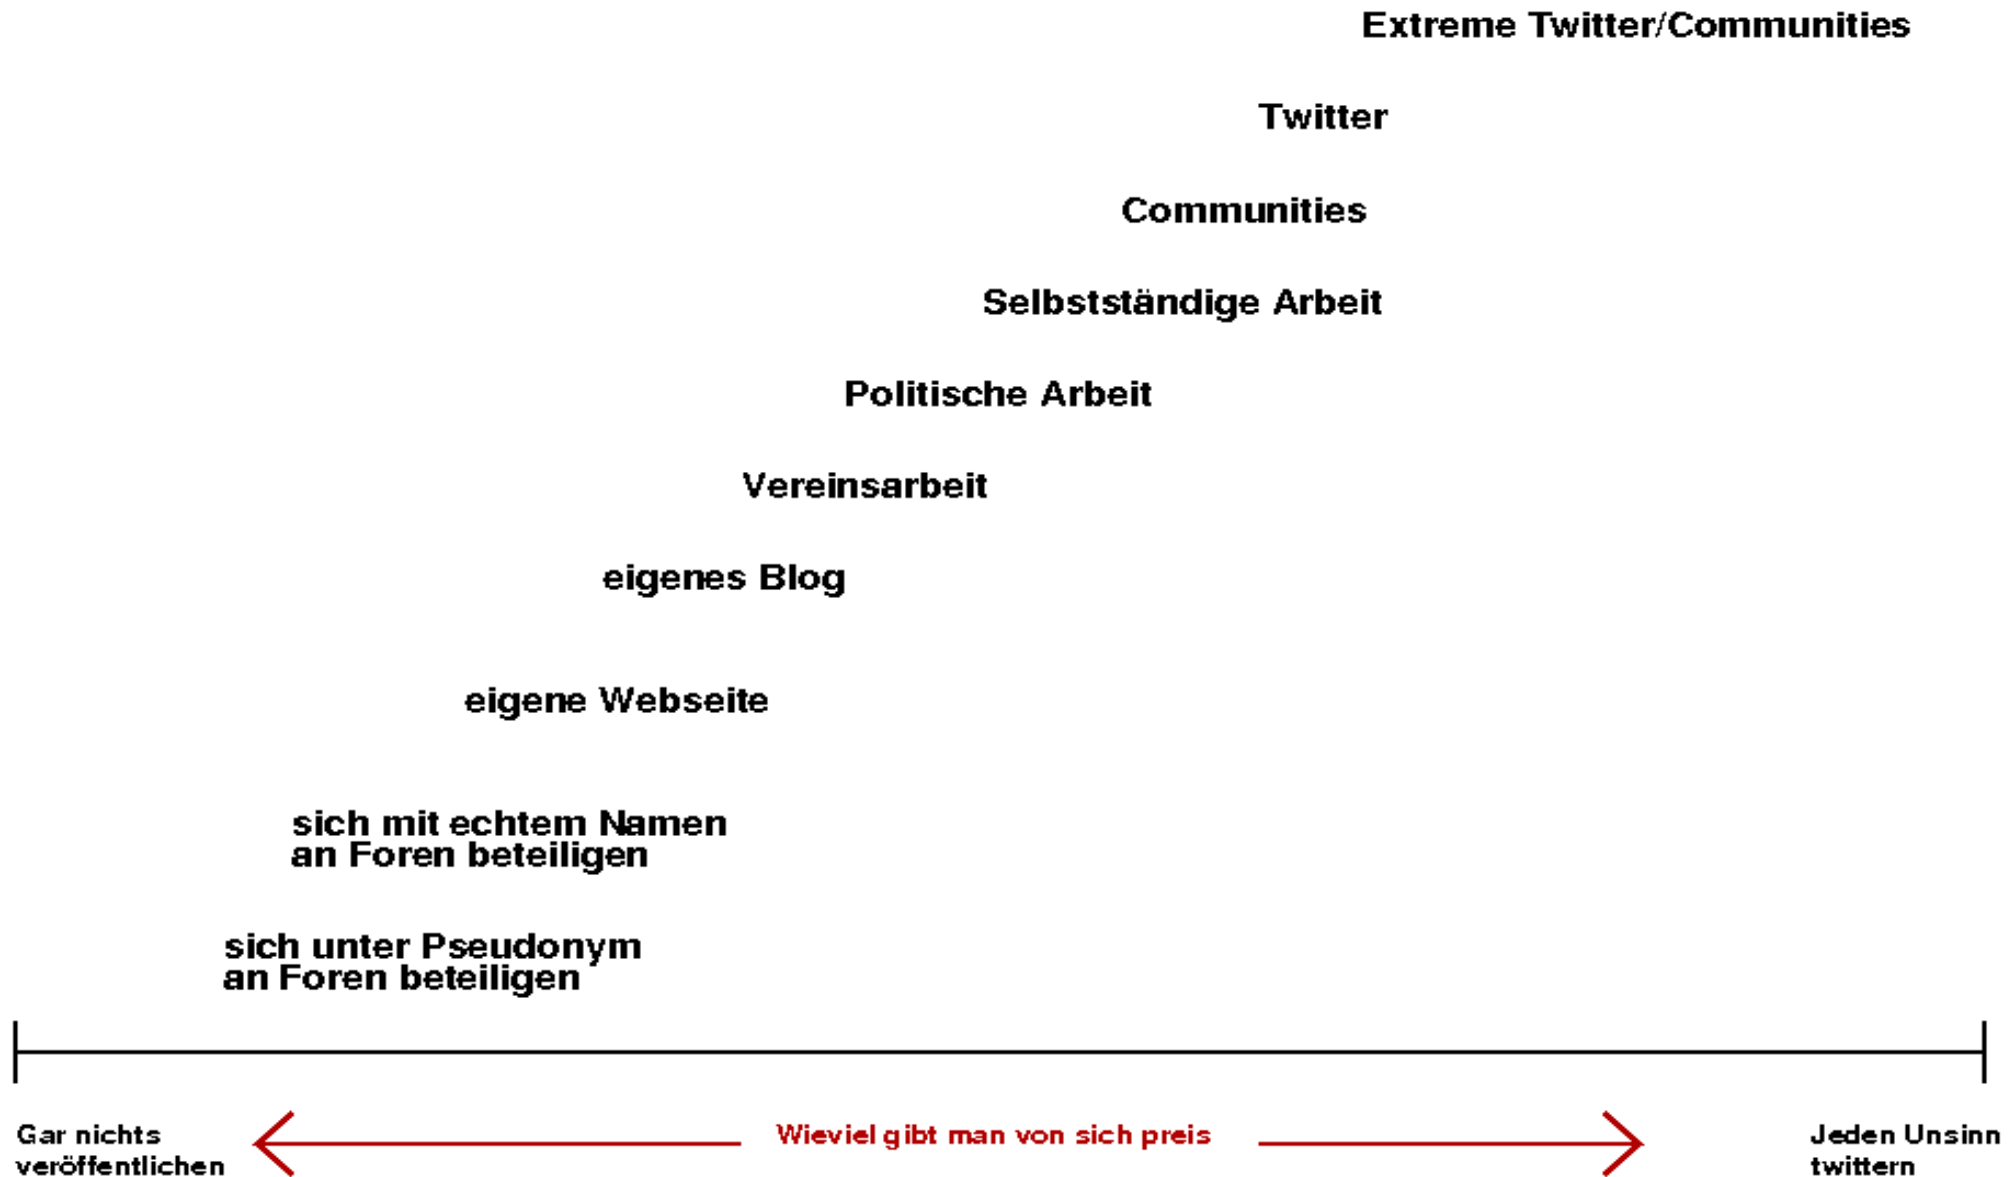 Extreme Twitter/Communities
Twitter
Communities
Selbstständige Arbeit
Politische Arbeit
Vereinsarbeit
eigenes Blog
eigene Webseite
sich mit echtem Namen
an Foren beteiligen
sich unter Pseudonym
an Foren beteiligen
Gar nichts
veröffentlichen
Wieviel gibt man von sich preis
Jeden Unsinn
twittern